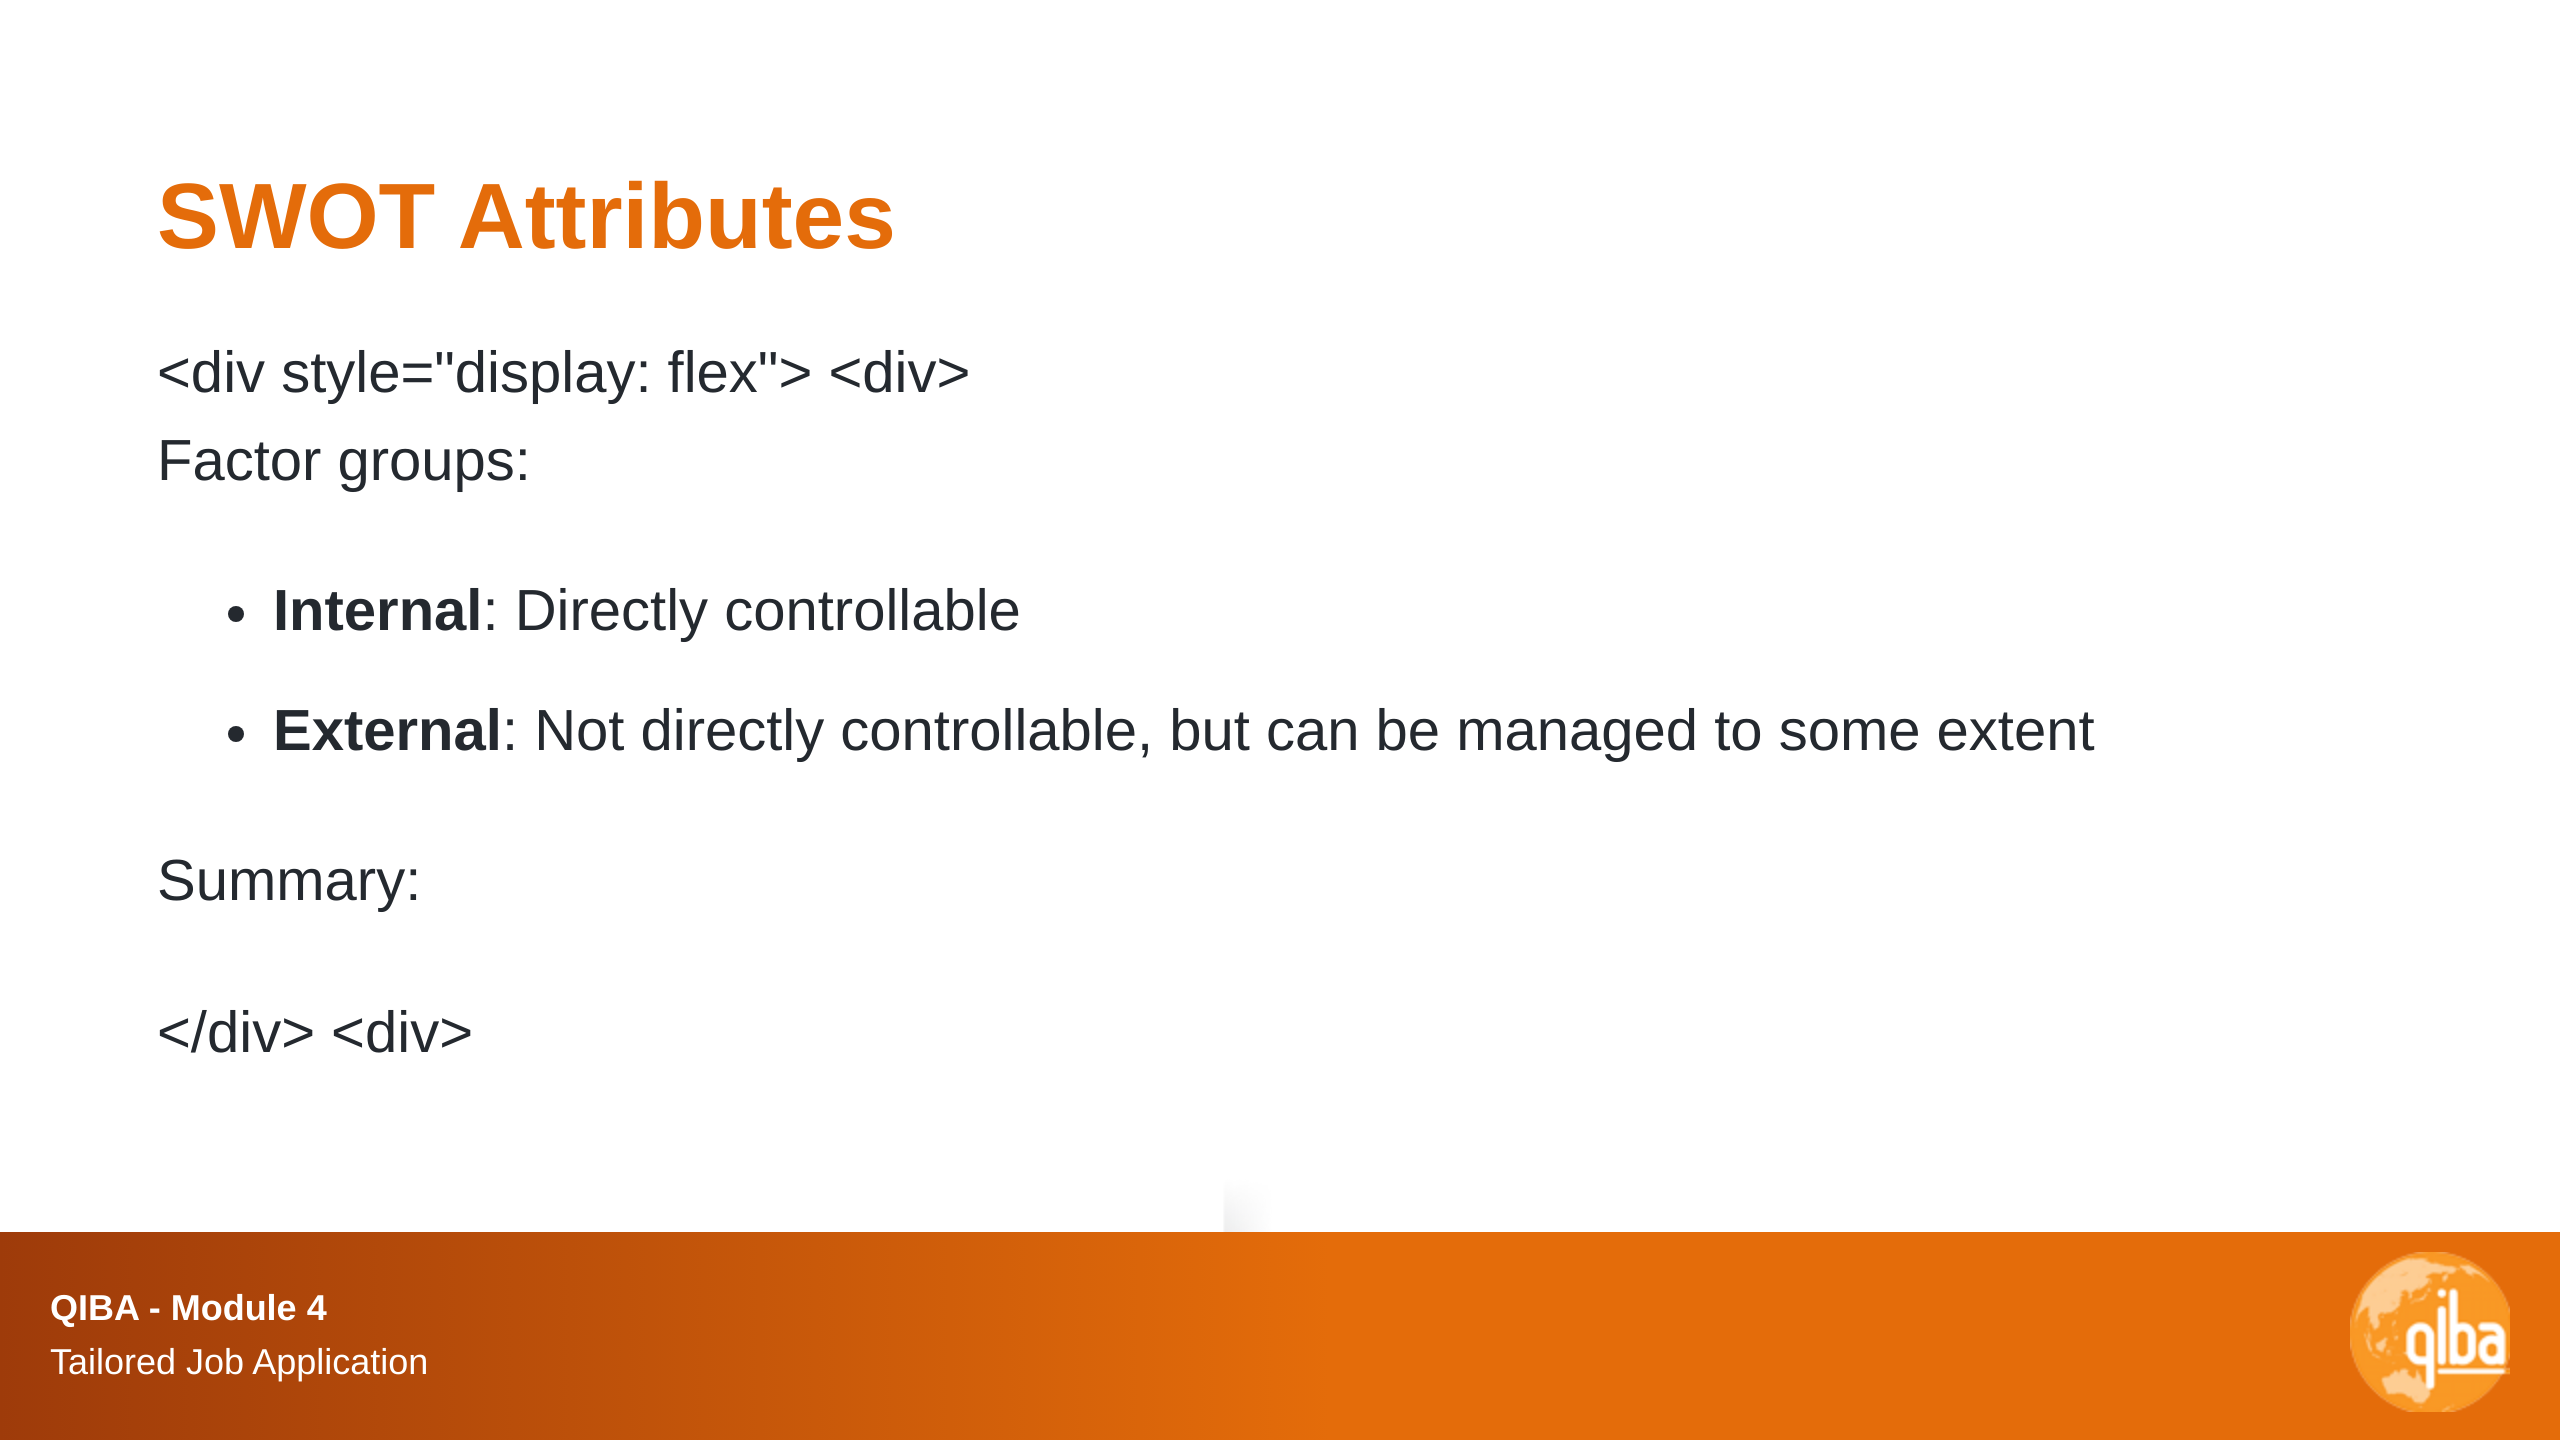 SWOT Attributes
<div style="display: flex"> <div>
Factor groups:
• Internal: Directly controllable
• External: Not directly controllable, but can be managed to some extent
Summary:
</div> <div>
QIBA - Module 4
Tailored Job Application
qiba